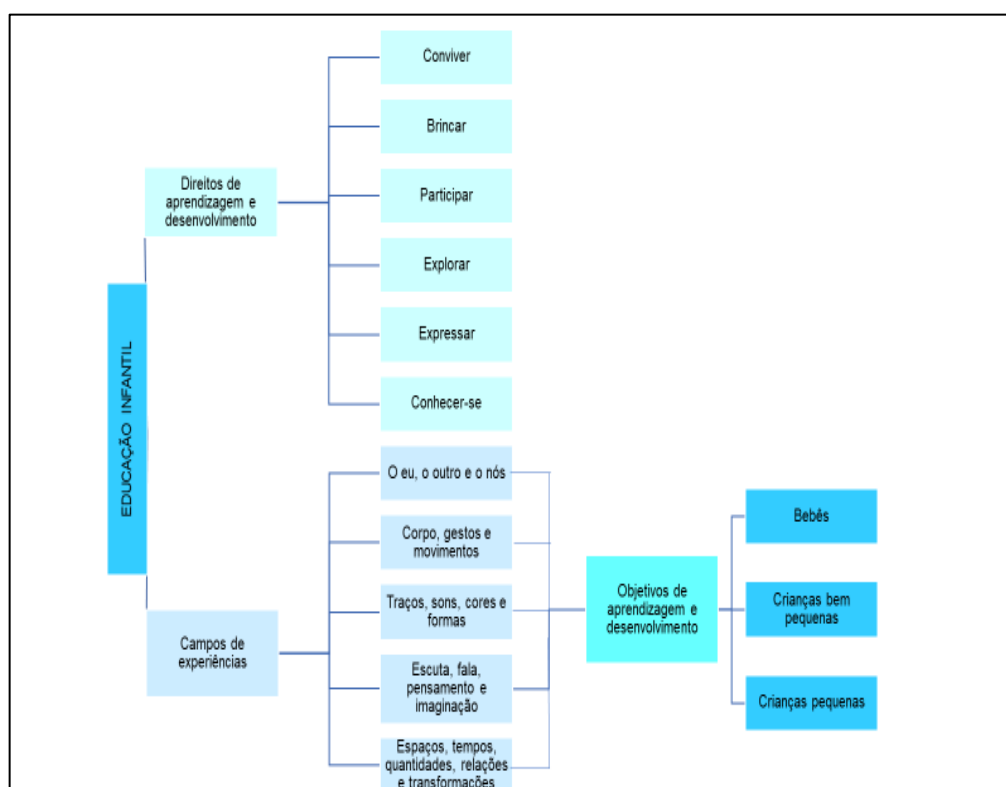 EDUCAÇÃO INFANTIL
Direitos de
aprendizagem e
desenvolvimento
Conviver
Brincar
Participar
Explorar
Expressar
Conhecer-se
Campos de
experiências
O eu, o outro e o nós
Corpo, gestos e
movimentos
Traços, sons, cores e
formas
Escuta, fala,
pensamento e
imaginação
Espaços, tempos,
quantidades, relações
e transformações
Objetivos de
aprendizagem e
desenvolvimento
Bebês
Crianças bem
pequenas
Crianças pequenas